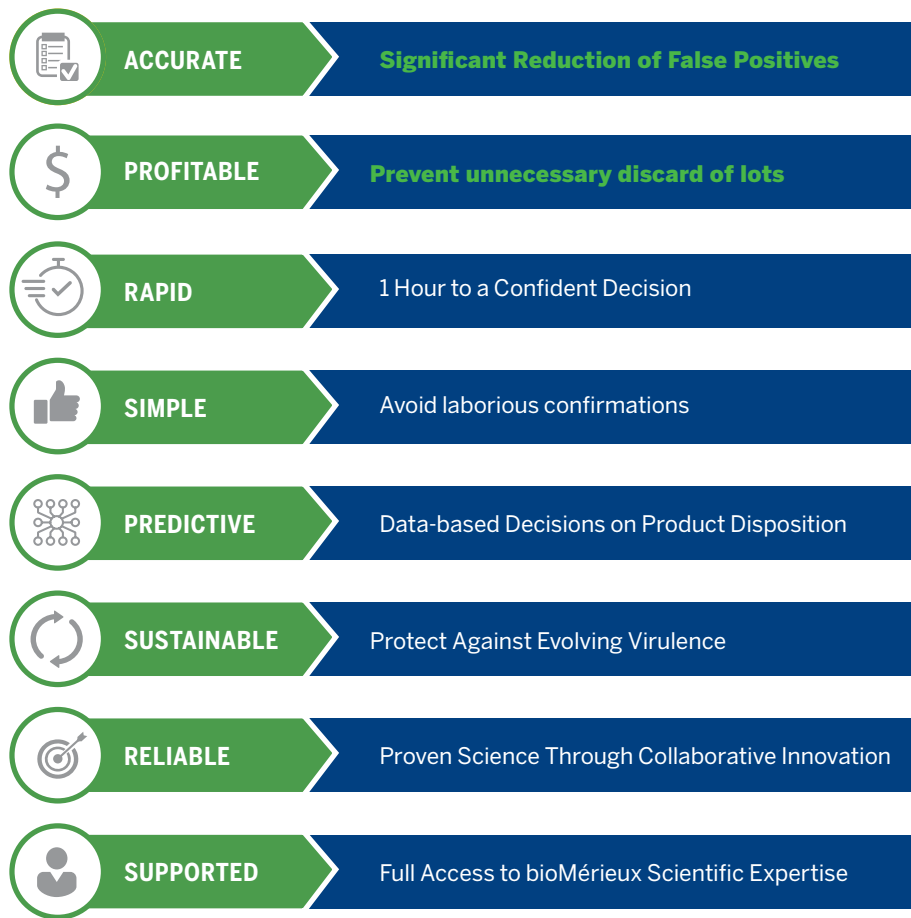 ACCURATE Significant Reduction of False Positives
PROFITABLE Prevent unnecessary discard of lots
RAPID 1 Hour to a Confident Decision
SIMPLE Avoid laborious confirmations
PREDICTIVE Data-based Decisions on Product Disposition
SUSTAINABLE Protect Against Evolving Virulence
RELIABLE Proven Science Through Collaborative Innovation
SUPPORTED Full Access to bioMérieux Scientific Expertise